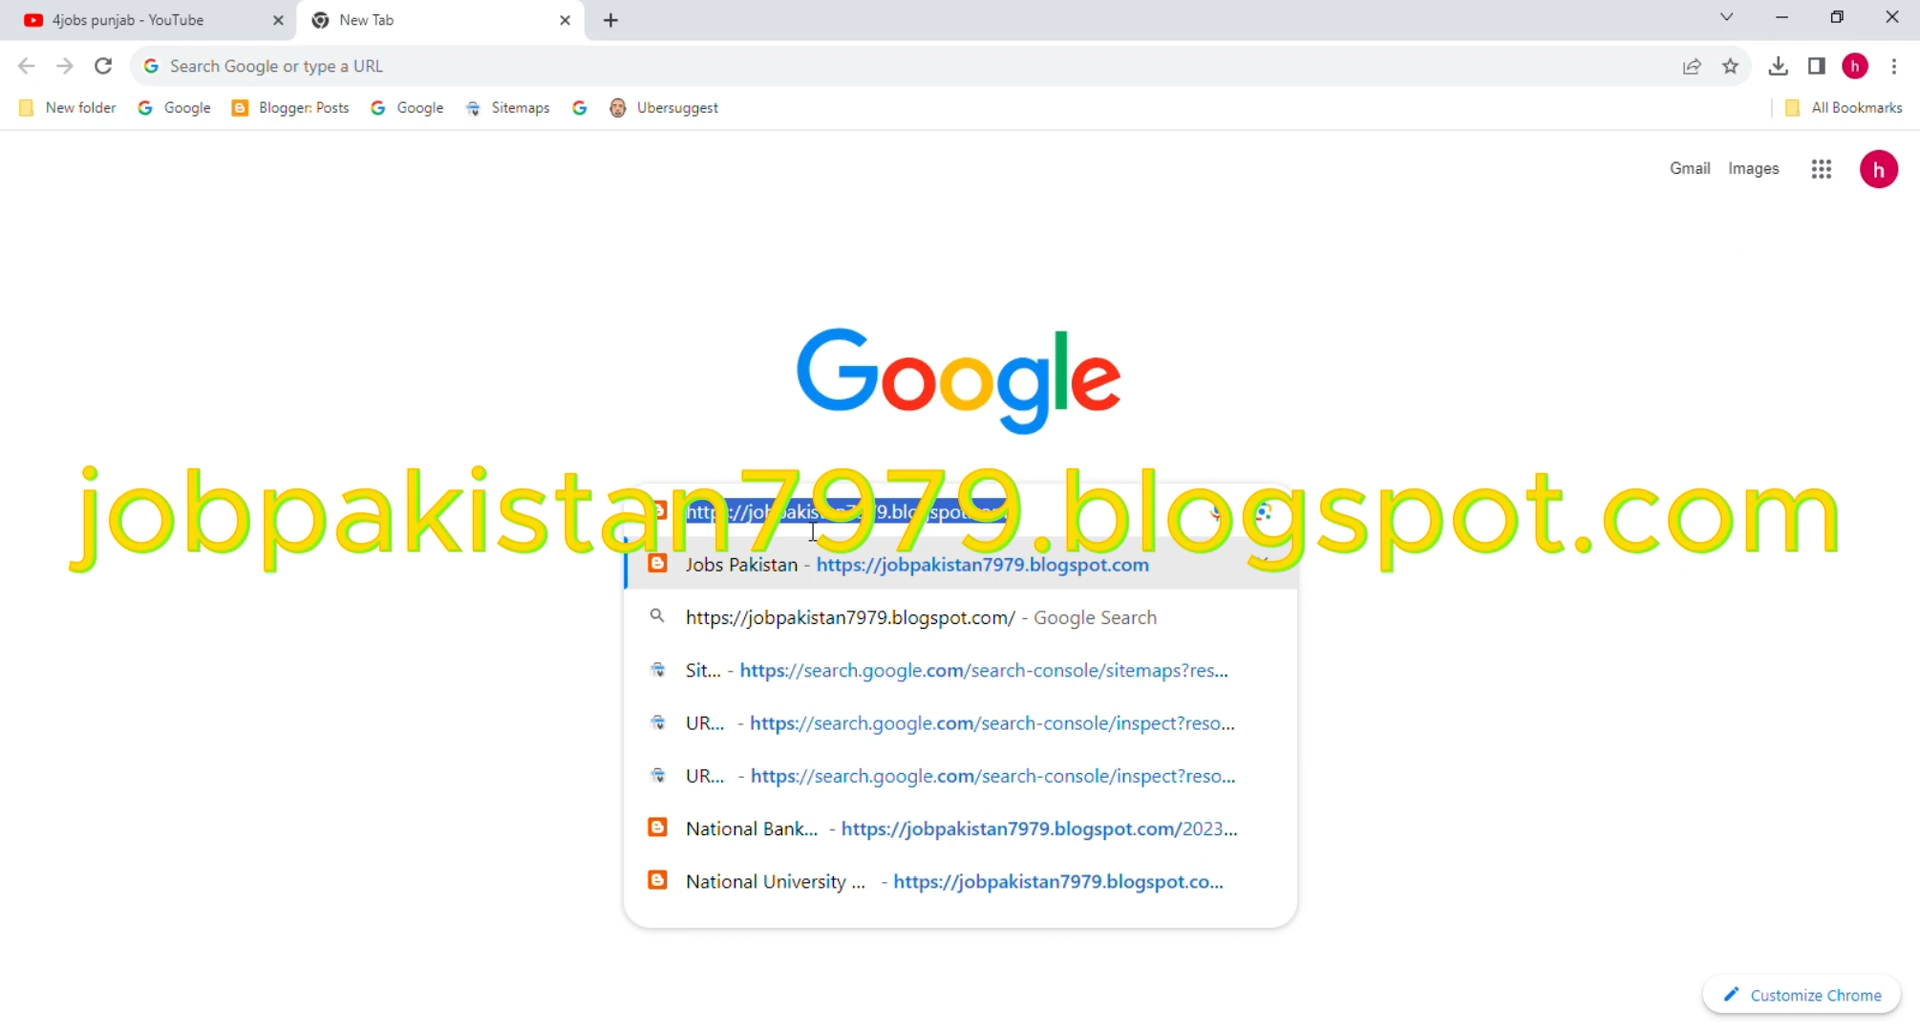 4jobs punjab - YouTube
New Tab
Search Google or type a URL
h
New folder
Google
Blogger: Posts
Google
Sitemaps
Ubersuggest
All Bookmarks
Gmail
Images
h
Google
jobpakistan7979.blogspot.com
https://jobpakistan7979.blogspot.com
Jobs Pakistan - https://jobpakistan7979.blogspot.com
https://jobpakistan7979.blogspot.com/ - Google Search
Sit... - https://search.google.com/search-console/sitemaps?res...
UR... - https://search.google.com/search-console/inspect?reso...
UR... - https://search.google.com/search-console/inspect?reso...
National Bank... - https://jobpakistan7979.blogspot.com/2023...
National University ... - https://jobpakistan7979.blogspot.co...
Customize Chrome